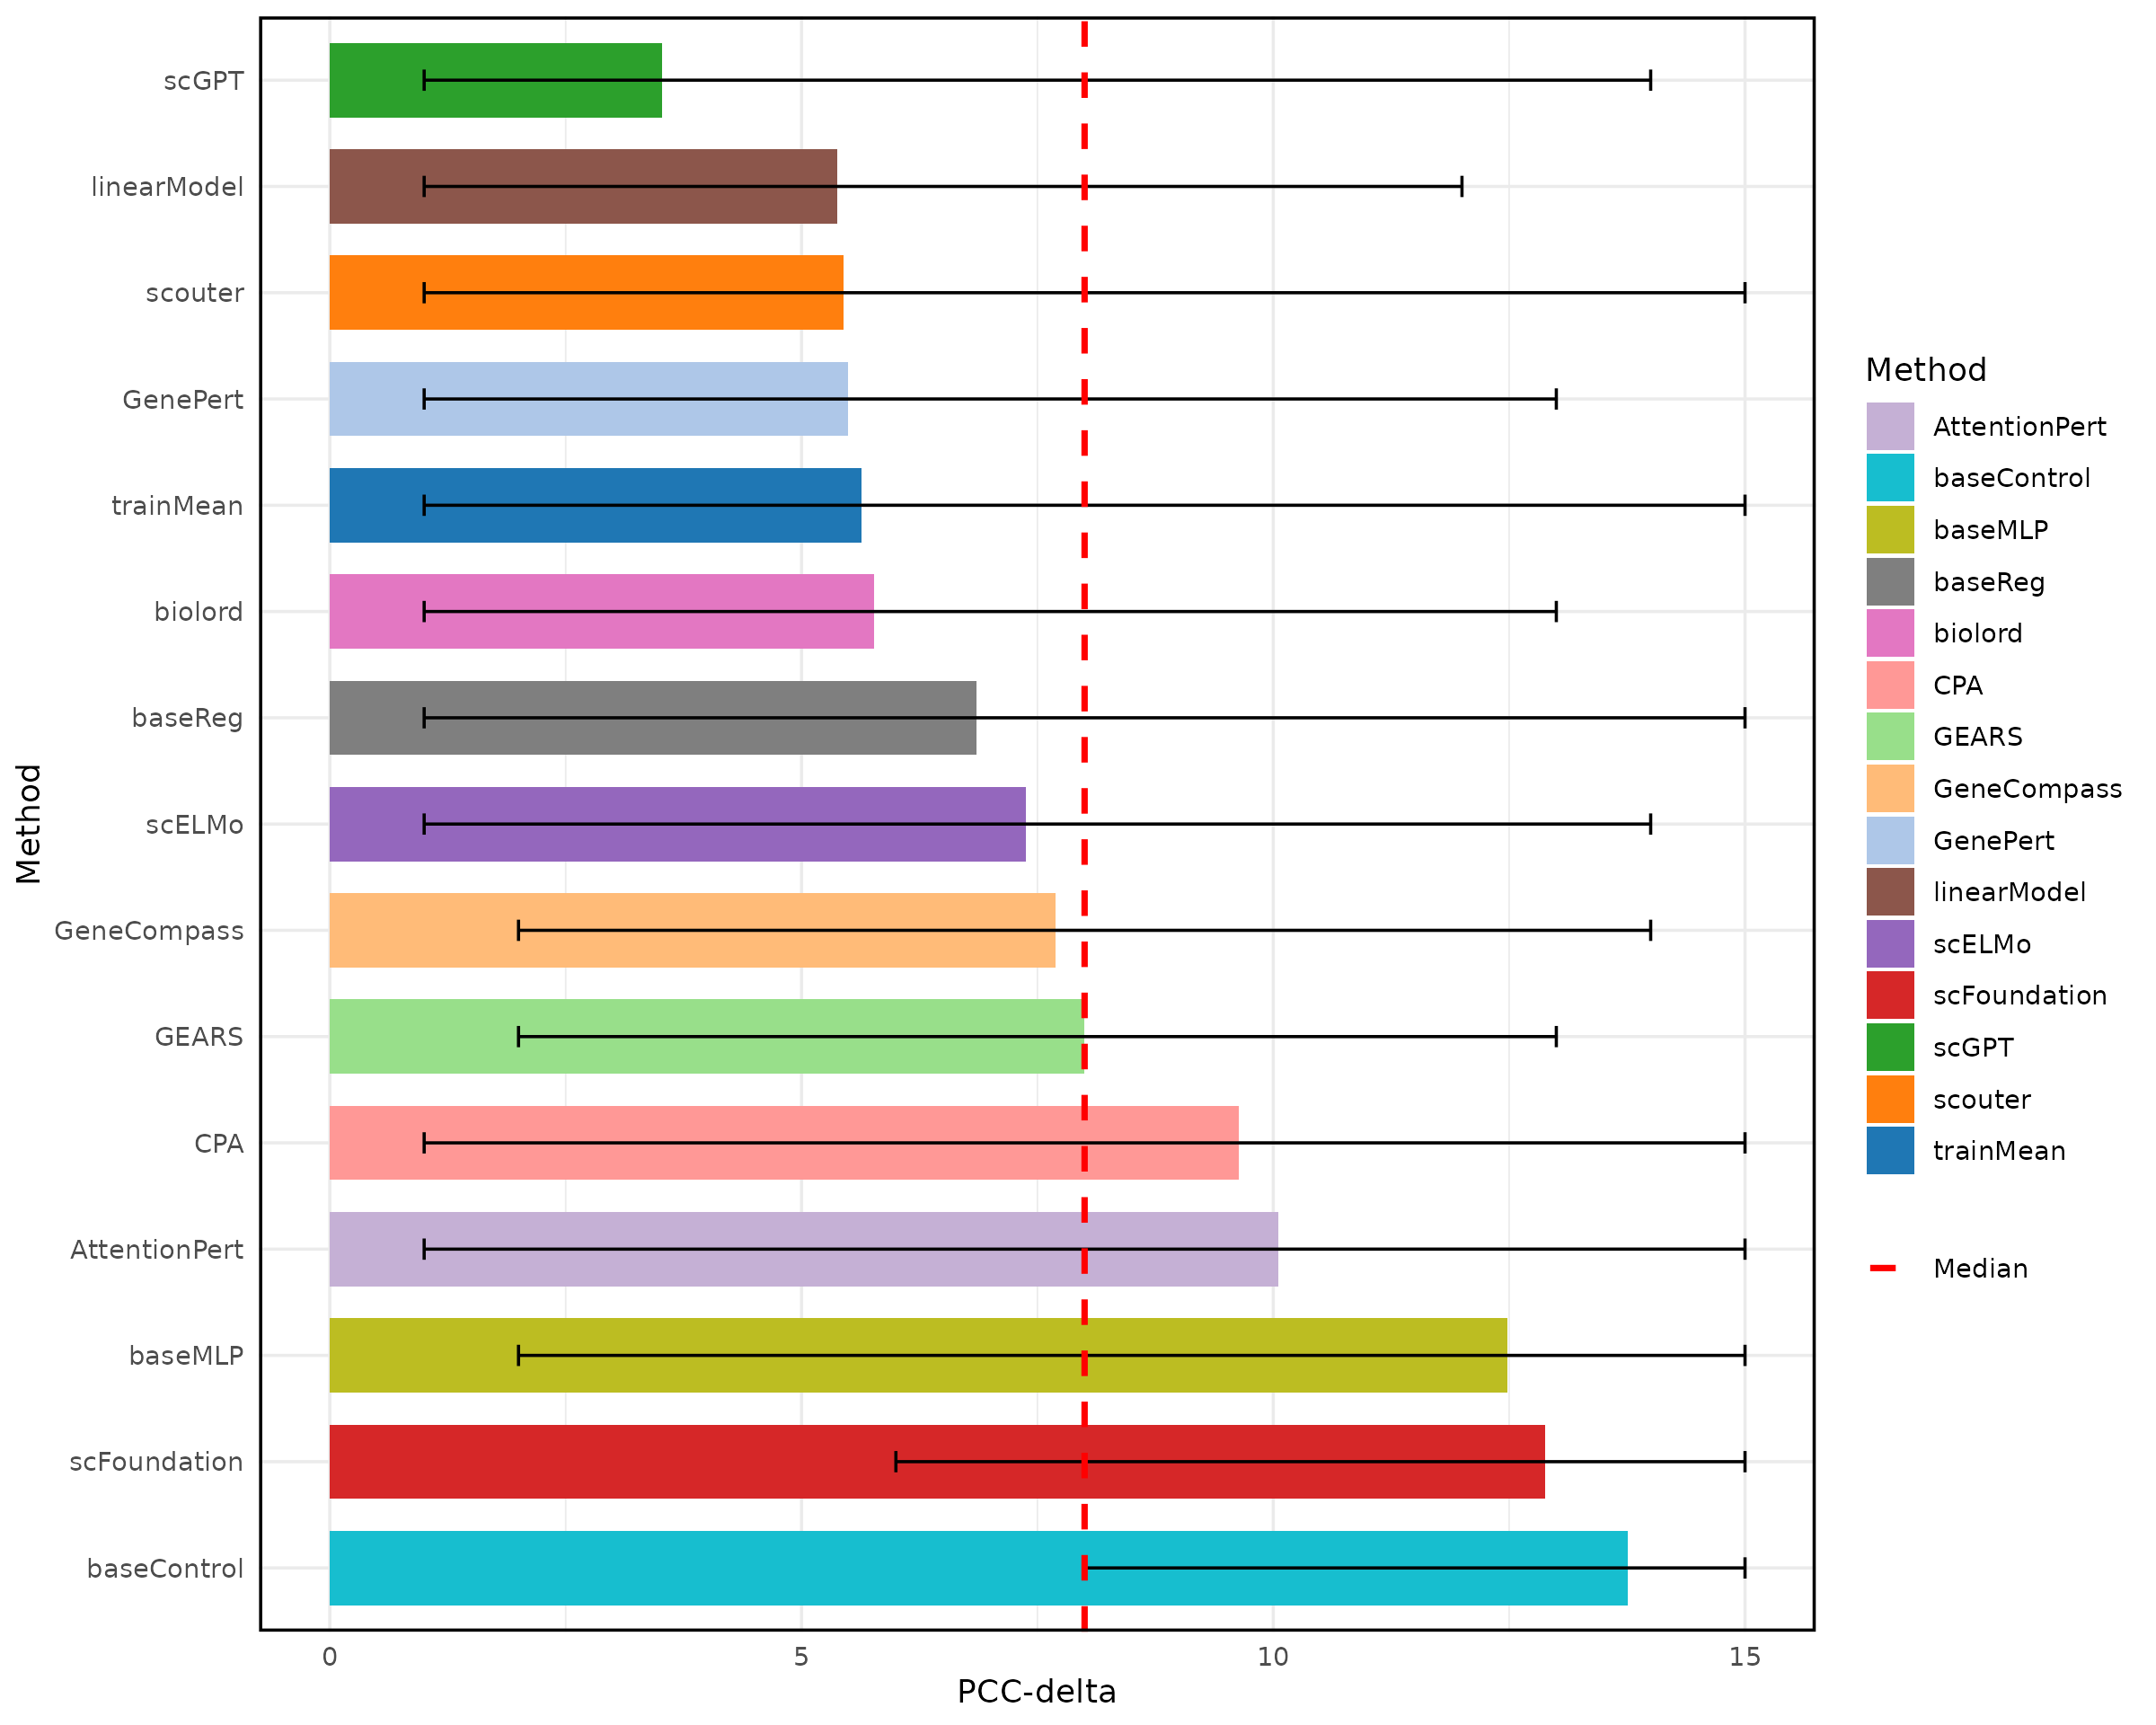 scGPT
linearModel
scouter
GenePert
trainMean
biolord
baseReg
scELMo
GeneCompass
GEARS
CPA
AttentionPert
baseMLP
scFoundation
baseControl
Method
0 5 10 15
PCC-delta
Method
AttentionPert
baseControl
baseMLP
baseReg
biolord
CPA
GEARS
GeneCompass
GenePert
linearModel
scELMo
scFoundation
scGPT
scouter
trainMean
Median